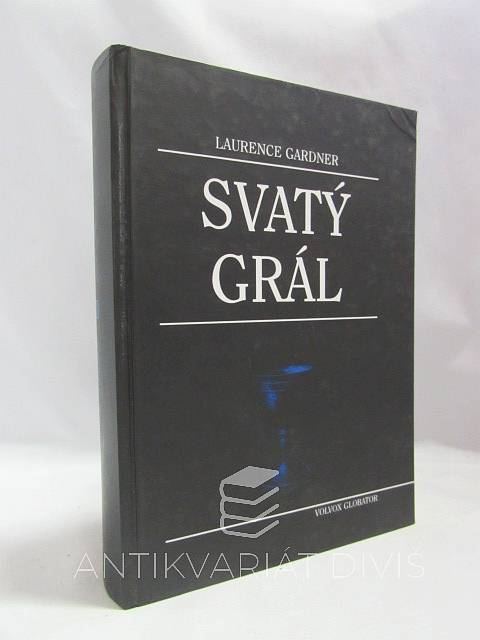 LAURENCE GARDNER
SVATÝ
GRÁL
VOLVOX GLOBATOR
ANTIKVARIÁT DIVIŠ